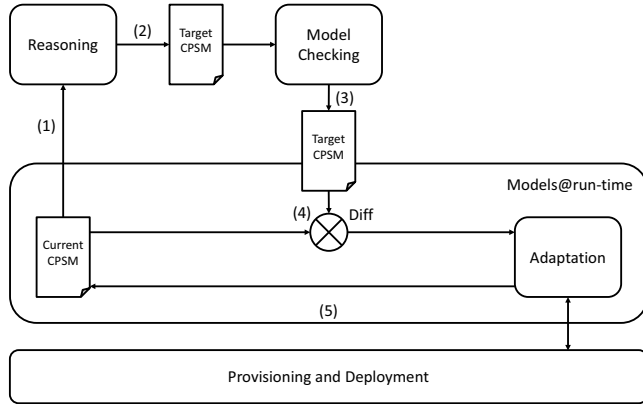 Reasoning
(2)
Target
CPSM
Model
Checking
(1)
(3)
Target
CPSM
Models@run-time
(4)
Diff
Current
CPSM
Adaptation
(5)
Provisioning and Deployment